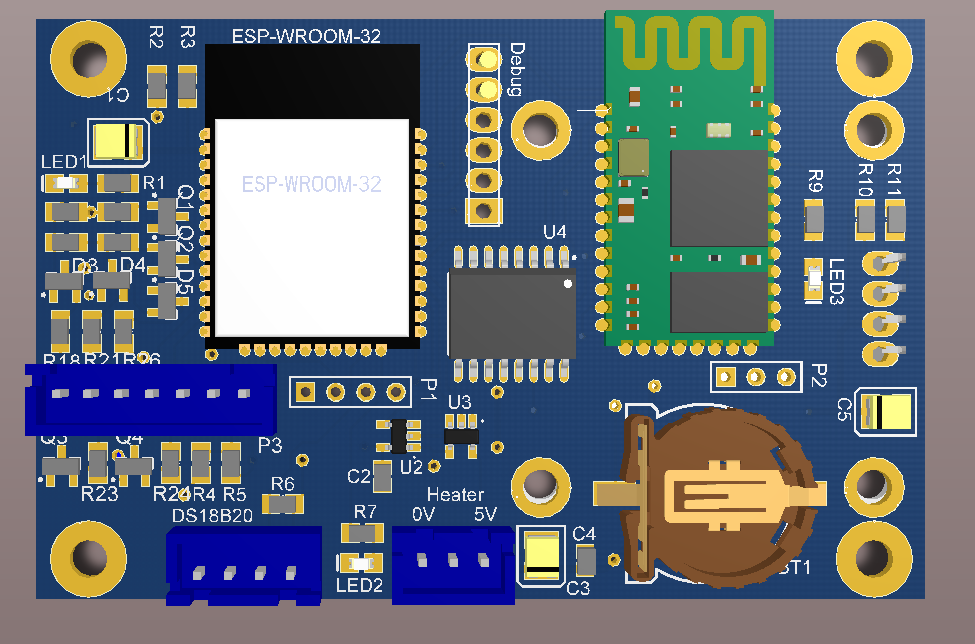 R2
R3
ESP-WROOM-32
Debug
C1
LED1
R1
ESP-WROOM-32
Q1
Q2
D5
U4
R9
R10
R11
D3
D4
LED3
R18
R21
R26
P1
P2
U3
C5
Q3
Q4
P3
U2
C2
R23
R24
R4
R5
R6
Heater
0V
5V
DS18B20
R7
LED2
C4
C3
BT1